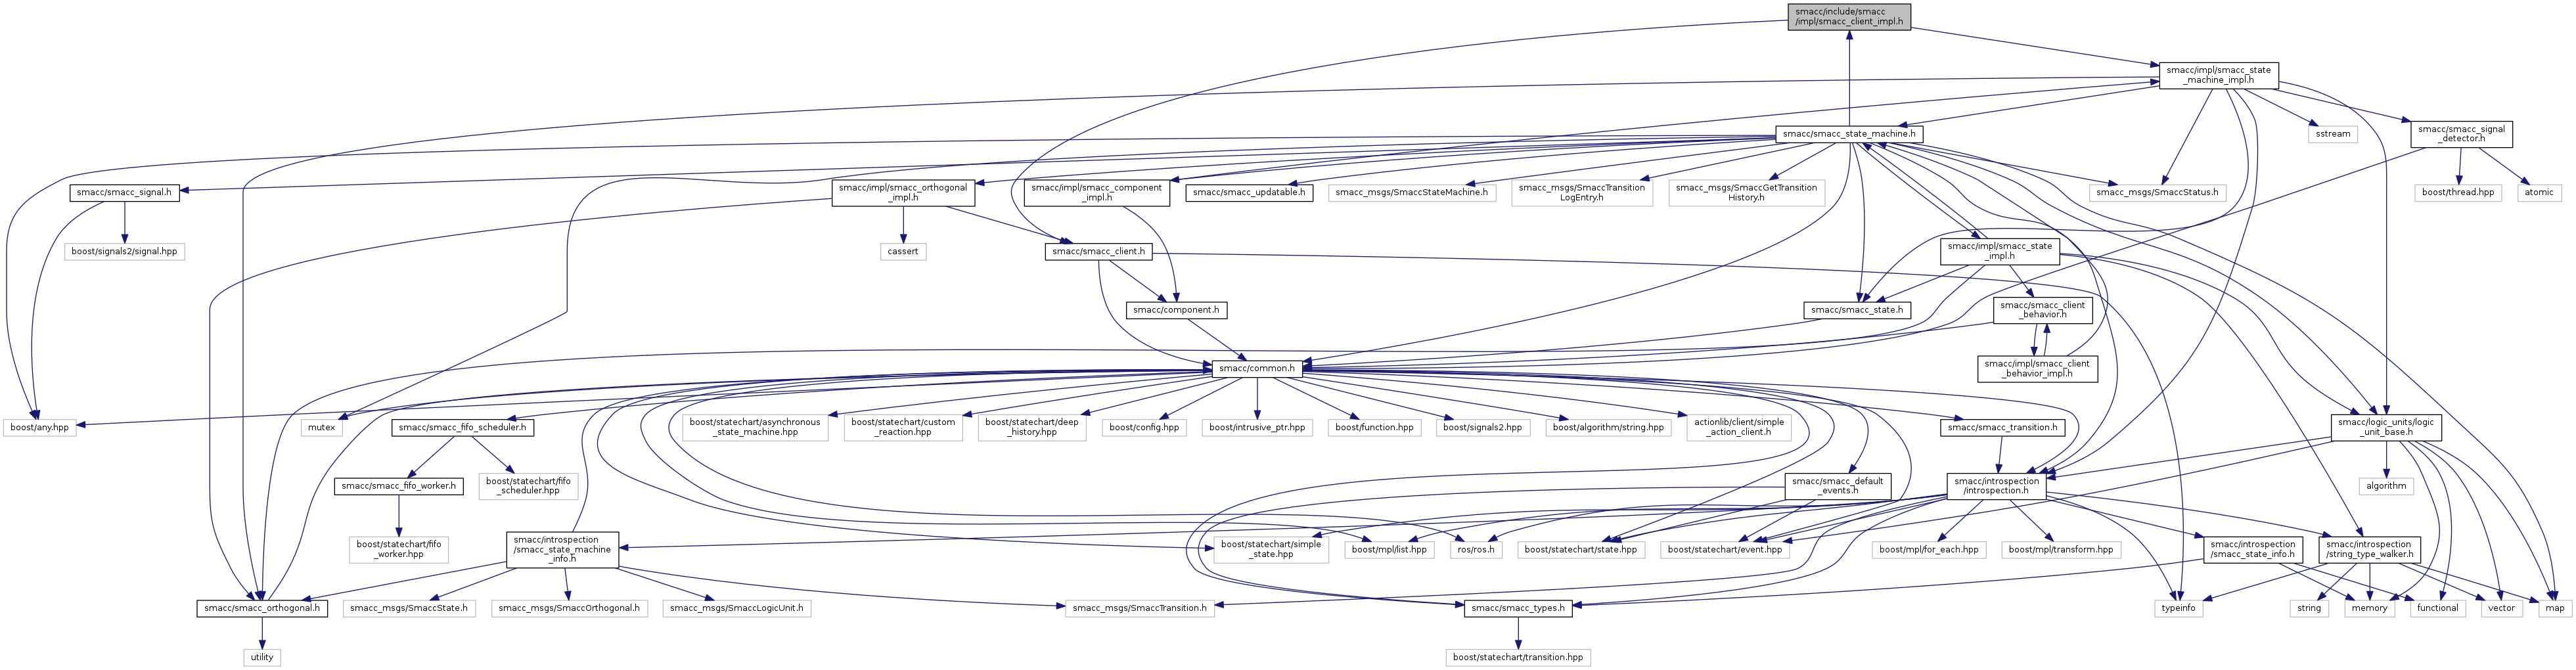 smacc/include/smacc
/impl/smacc_client_impl.h
smacc/impl/smacc_state
_machine_impl.h
smacc/smacc_state_machine.h
sstream
smacc/smacc_signal
_detector.h
smacc/smacc_signal.h
smacc/impl/smacc_orthogonal
_impl.h
smacc/impl/smacc_component
_impl.h
smacc/smacc_updatable.h
smacc_msgs/SmaccStateMachine.h
smacc_msgs/SmaccTransition
LogEntry.h
smacc_msgs/SmaccGetTransition
History.h
smacc_msgs/SmaccStatus.h
boost/thread.hpp
atomic
boost/signals2/signal.hpp
cassert
smacc/smacc_client.h
smacc/impl/smacc_state
_impl.h
smacc/component.h
smacc/smacc_state.h
smacc/smacc_client
_behavior.h
smacc/common.h
smacc/impl/smacc_client
_behavior_impl.h
boost/any.hpp
mutex
smacc/smacc_fifo_scheduler.h
boost/statechart/asynchronous
_state_machine.hpp
boost/statechart/custom
_reaction.hpp
boost/statechart/deep
_history.hpp
boost/config.hpp
boost/intrusive_ptr.hpp
boost/function.hpp
boost/signals2.hpp
boost/algorithm/string.hpp
actionlib/client/simple
_action_client.h
smacc/smacc_transition.h
smacc/logic_units/logic
_unit_base.h
smacc/smacc_fifo_worker.h
boost/statechart/fifo
_scheduler.hpp
smacc/smacc_default
_events.h
smacc/introspection
/introspection.h
algorithm
boost/statechart/fifo
_worker.hpp
smacc/introspection
/smacc_state_machine
_info.h
boost/statechart/simple
_state.hpp
boost/mpl/list.hpp
ros/ros.h
boost/statechart/state.hpp
boost/statechart/event.hpp
boost/mpl/for_each.hpp
boost/mpl/transform.hpp
smacc/introspection
/smacc_state_info.h
smacc/introspection
/string_type_walker.h
smacc/smacc_orthogonal.h
smacc_msgs/SmaccState.h
smacc_msgs/SmaccOrthogonal.h
smacc_msgs/SmaccLogicUnit.h
smacc_msgs/SmaccTransition.h
smacc/smacc_types.h
typeinfo
string
memory
functional
vector
map
utility
boost/statechart/transition.hpp